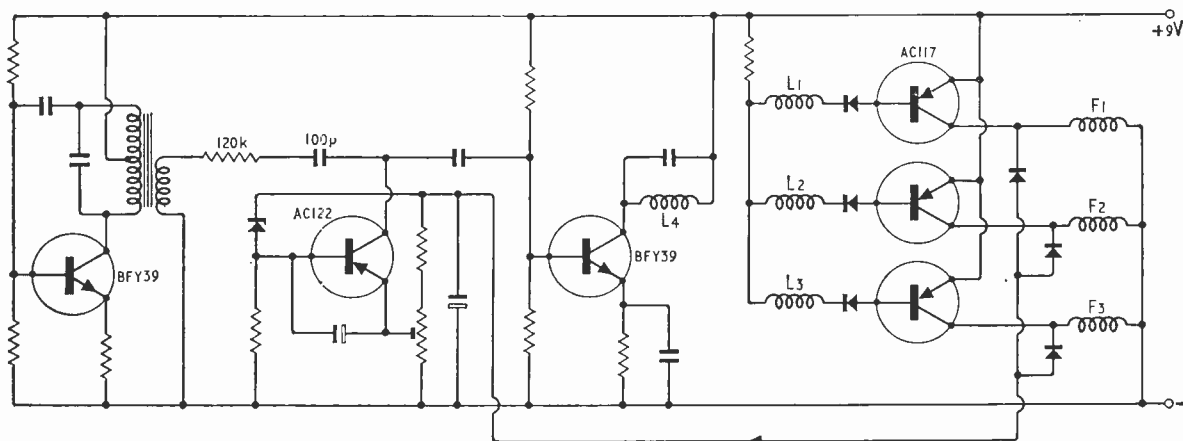 +9V
AC117
L1
F1
120k
100μ
L2
F2
AC122
L4
BFY39
BFY39
L3
F3
-